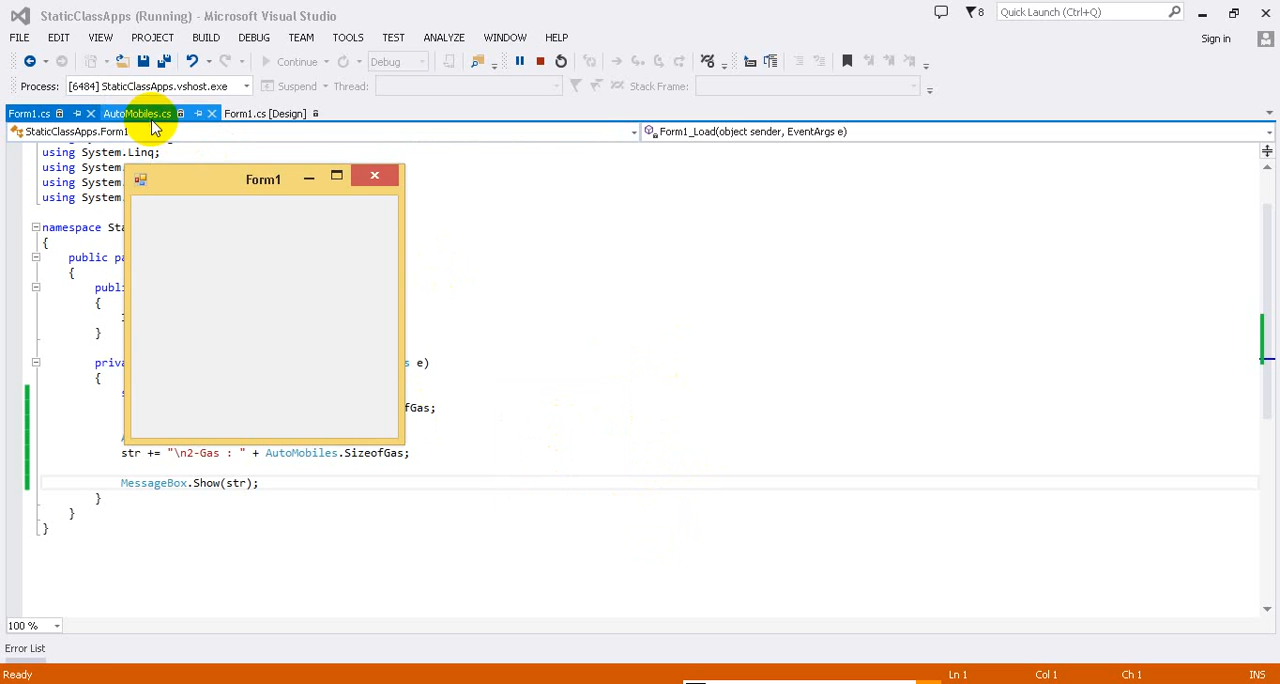 StaticClassApps (Running) - Microsoft Visual Studio
8
Quick Launch (Ctrl+Q)
FILE EDIT VIEW PROJECT BUILD DEBUG TEAM TOOLS TEST ANALYZE WINDOW HELP
Sign in
Continue Debug
Process: [6484] StaticClassApps.vshost.exe Suspend Thread: Stack Frame:
Form1.cs AutoMobiles.cs Form1.cs [Design]
StaticClassApps.Form1 Form1_Load(object sender, EventArgs e)
using System.Linq;
using System.
using System.
using System.
Form1
namespace Sta
{
public pa
{
publi
{
}
priva s e)
{
fGas;
str += "\n2-Gas : " + AutoMobiles.SizeofGas;
MessageBox.Show(str);
}
}
}
100 %
Error List
Ready Ln 1 Col 1 Ch 1 INS